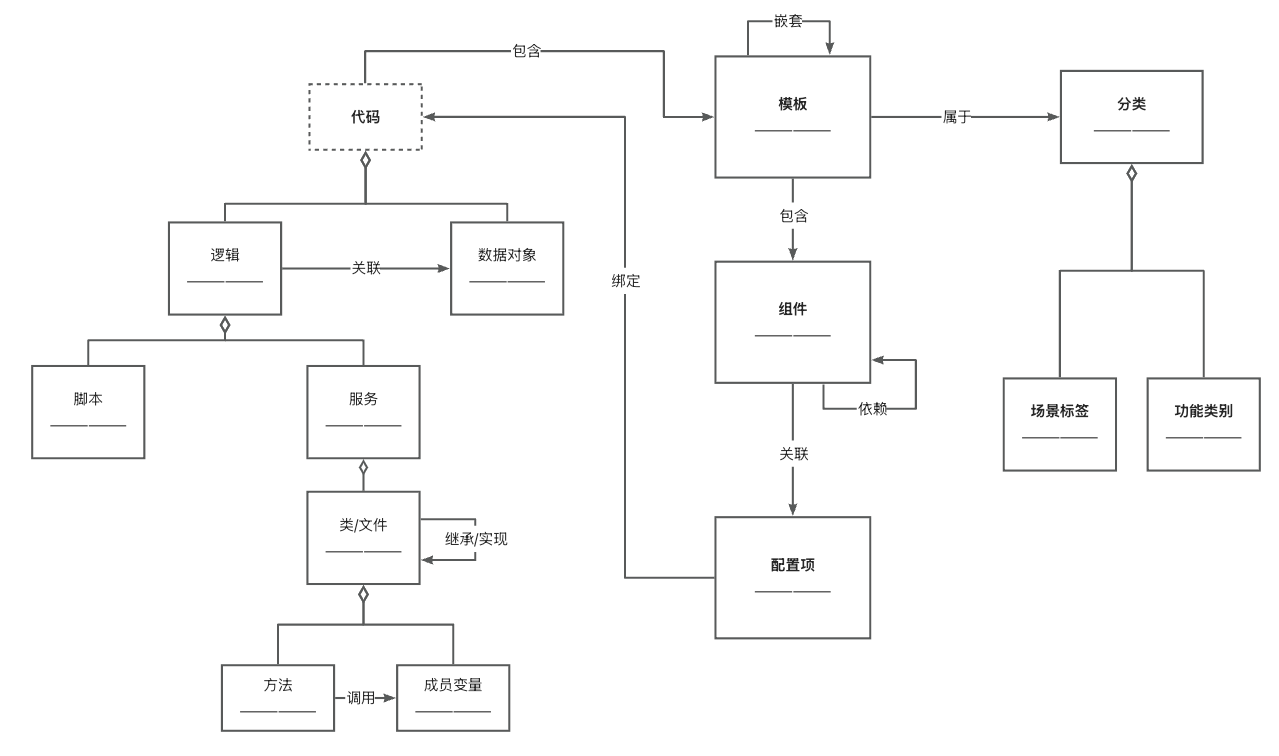 嵌套
包含
代码
模板
属于
分类
包含
逻辑
关联
数据对象
绑定
组件
脚本
服务
依赖
场景标签
功能类别
关联
类/文件
继承/实现
配置项
方法
调用
成员变量